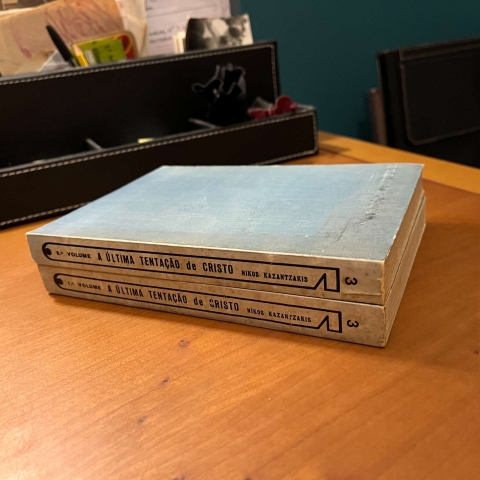 2.º VOLUME A ÚLTIMA TENTAÇÃO de CRISTO NIKOS KAZANTZAKIS 3
1.º VOLUME A ÚLTIMA TENTAÇÃO de CRISTO NIKOS KAZANTZAKIS 3